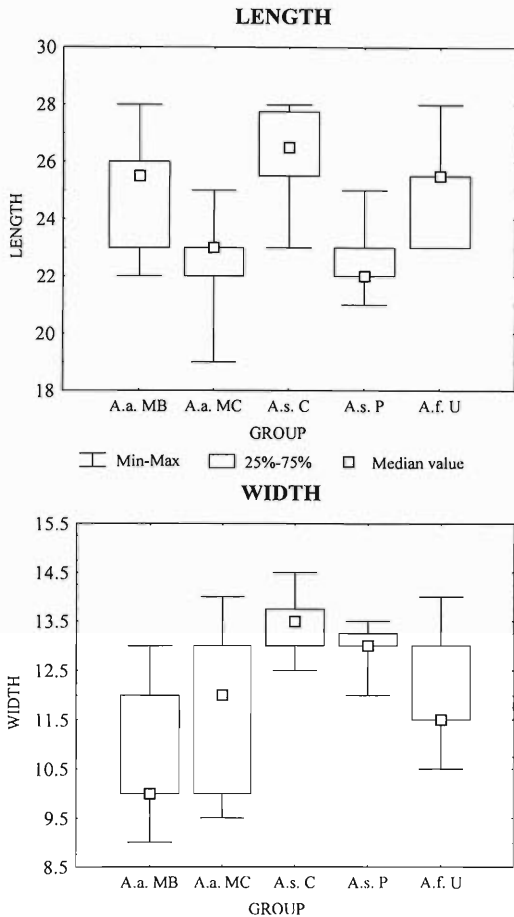 LENGTH
30
28
26
24
22
20
18
LENGTH
A.a. MB A.a. MC A.s. C A.s. P A.f. U
GROUP
Min-Max 25%-75% Median value
WIDTH
15.5
14.5
13.5
12.5
11.5
10.5
9.5
8.5
WIDTH
A.a. MB A.a. MC A.s. C A.s. P A.f. U
GROUP